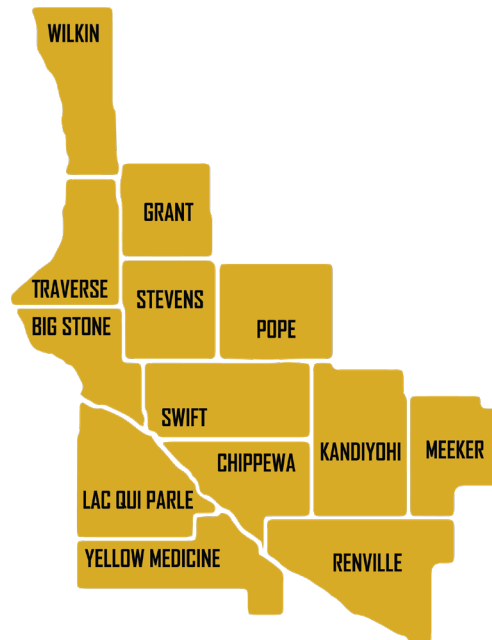 WILKIN
GRANT
TRAVERSE
STEVENS
BIG STONE
POPE
SWIFT
CHIPPEWA
KANDIYOHI
MEEKER
LAC QUI PARLE
YELLOW MEDICINE
RENVILLE